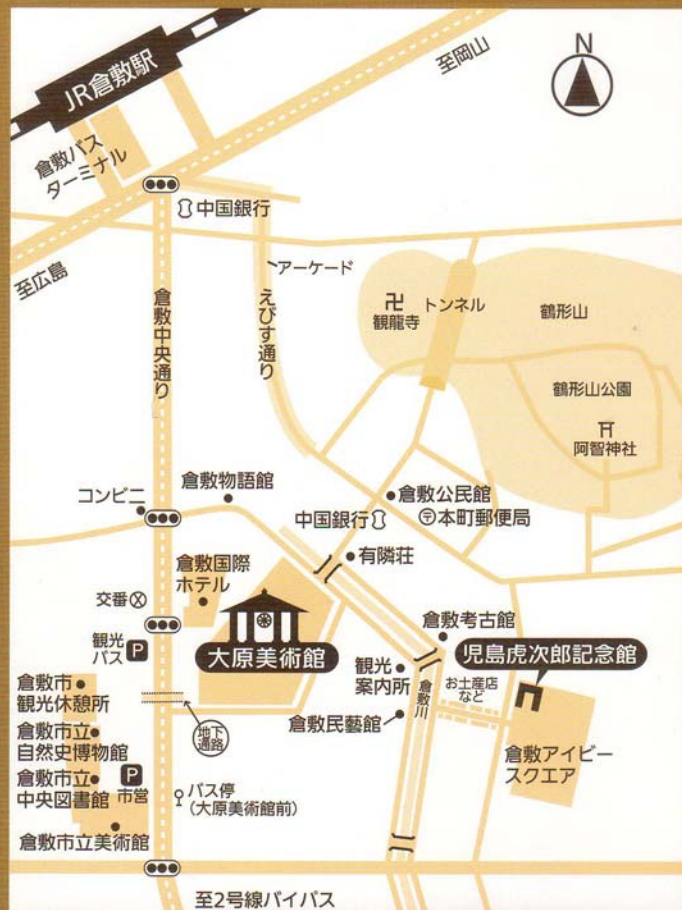 N
至岡山
JR倉敷駅
倉敷バス
ターミナル
中国銀行
至広島
アーケード
えびす通り
倉敷中央通り
卍
観龍寺
トンネル
鶴形山
鶴形山公園
阿智神社
コンビニ
倉敷物語館
倉敷公民館
中国銀行
〒本町郵便局
有隣荘
倉敷国際
ホテル
交番
大原美術館
倉敷考古館
児島虎次郎記念館
観光
バス
P
観光
案内所
倉敷川
お土産店
など
倉敷市
観光休憩所
地下
通路
倉敷民藝館
倉敷アイビー
スクエア
倉敷市立
自然史博物館
倉敷市立
中央図書館
P
市営
バス停
(大原美術館前)
倉敷市立美術館
至2号線バイパス